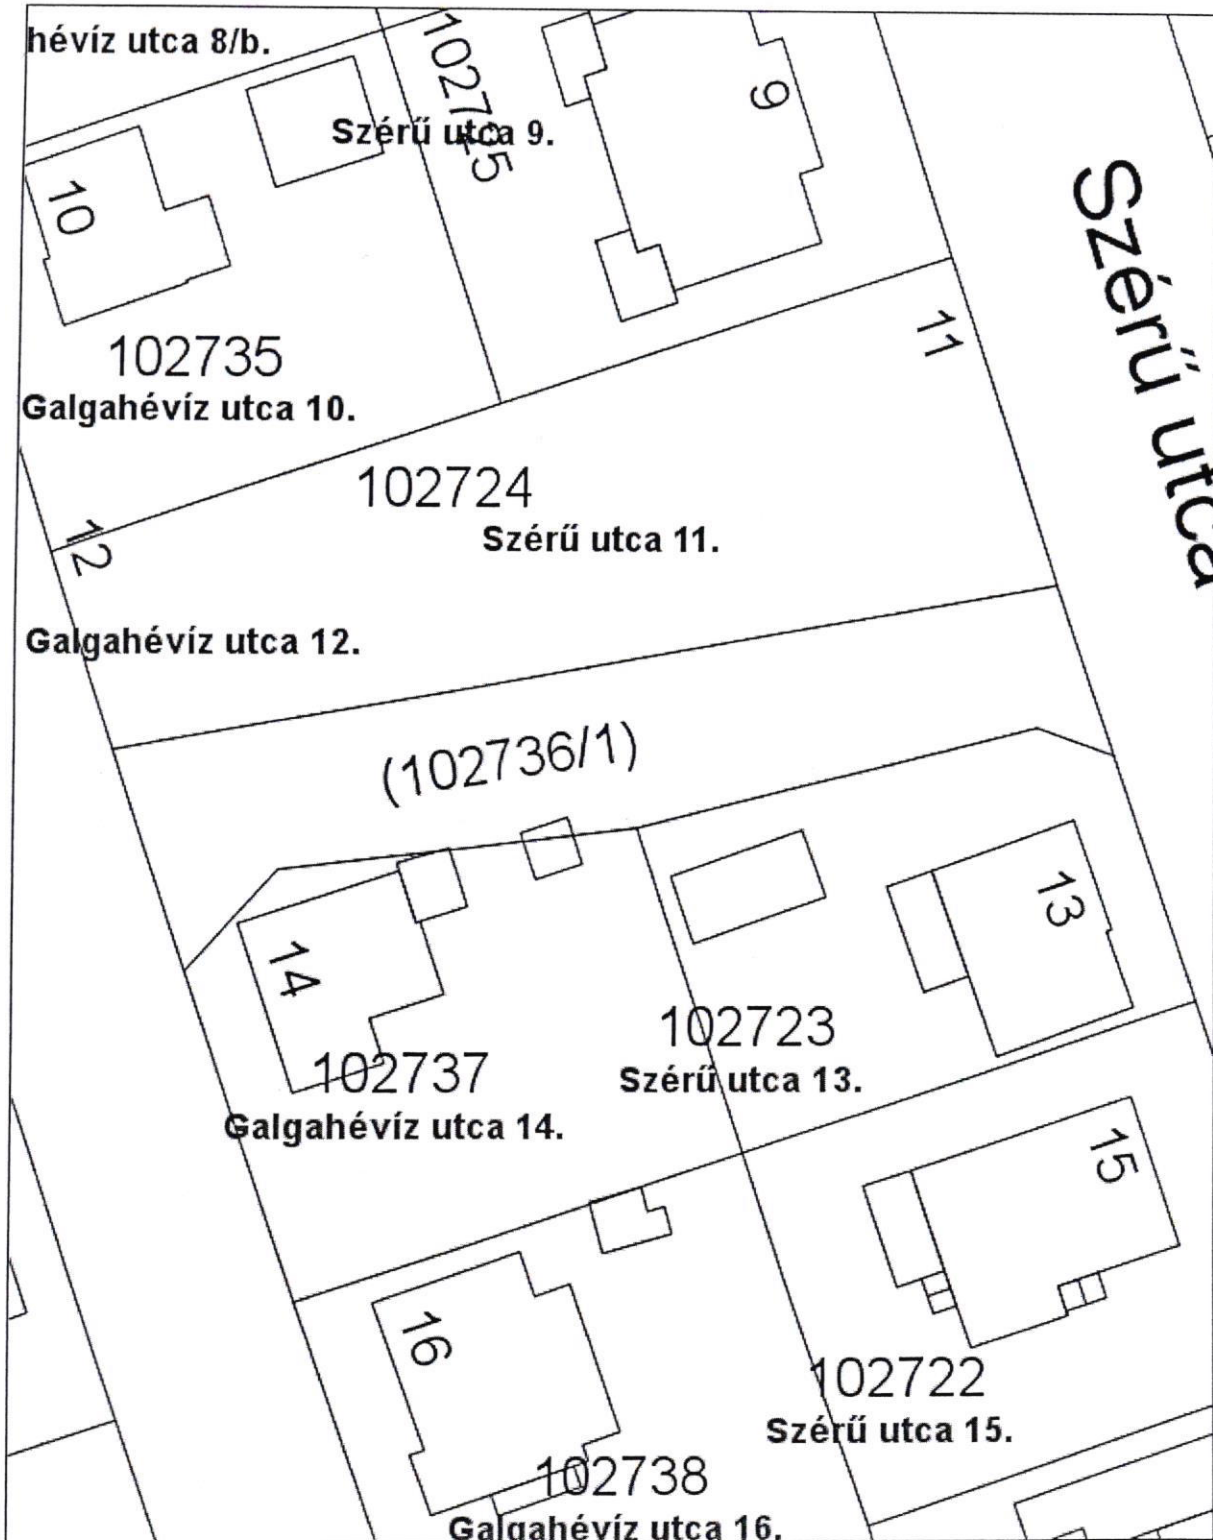 hévíz utca 8/b.
102725
9
Szérű utca 9.
10
Szérű utca
102735
Galgahévíz utca 10.
11
102724
Szérű utca 11.
12
Galgahévíz utca 12.
(102736/1)
13
14
102723
Szérű utca 13.
102737
Galgahévíz utca 14.
15
16
102722
Szérű utca 15.
102738
Galgahévíz utca 16.